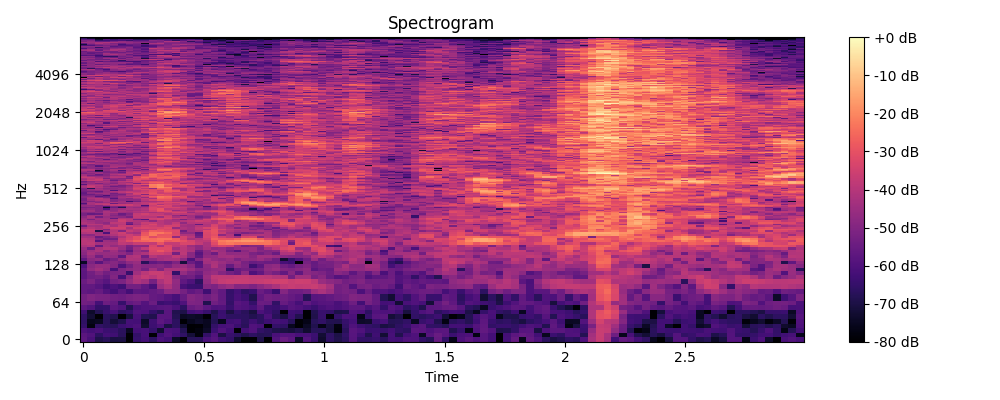 Spectrogram
Hz
4096
2048
1024
512
256
128
64
0
0 0.5 1 1.5 2 2.5
Time
+0 dB
-10 dB
-20 dB
-30 dB
-40 dB
-50 dB
-60 dB
-70 dB
-80 dB